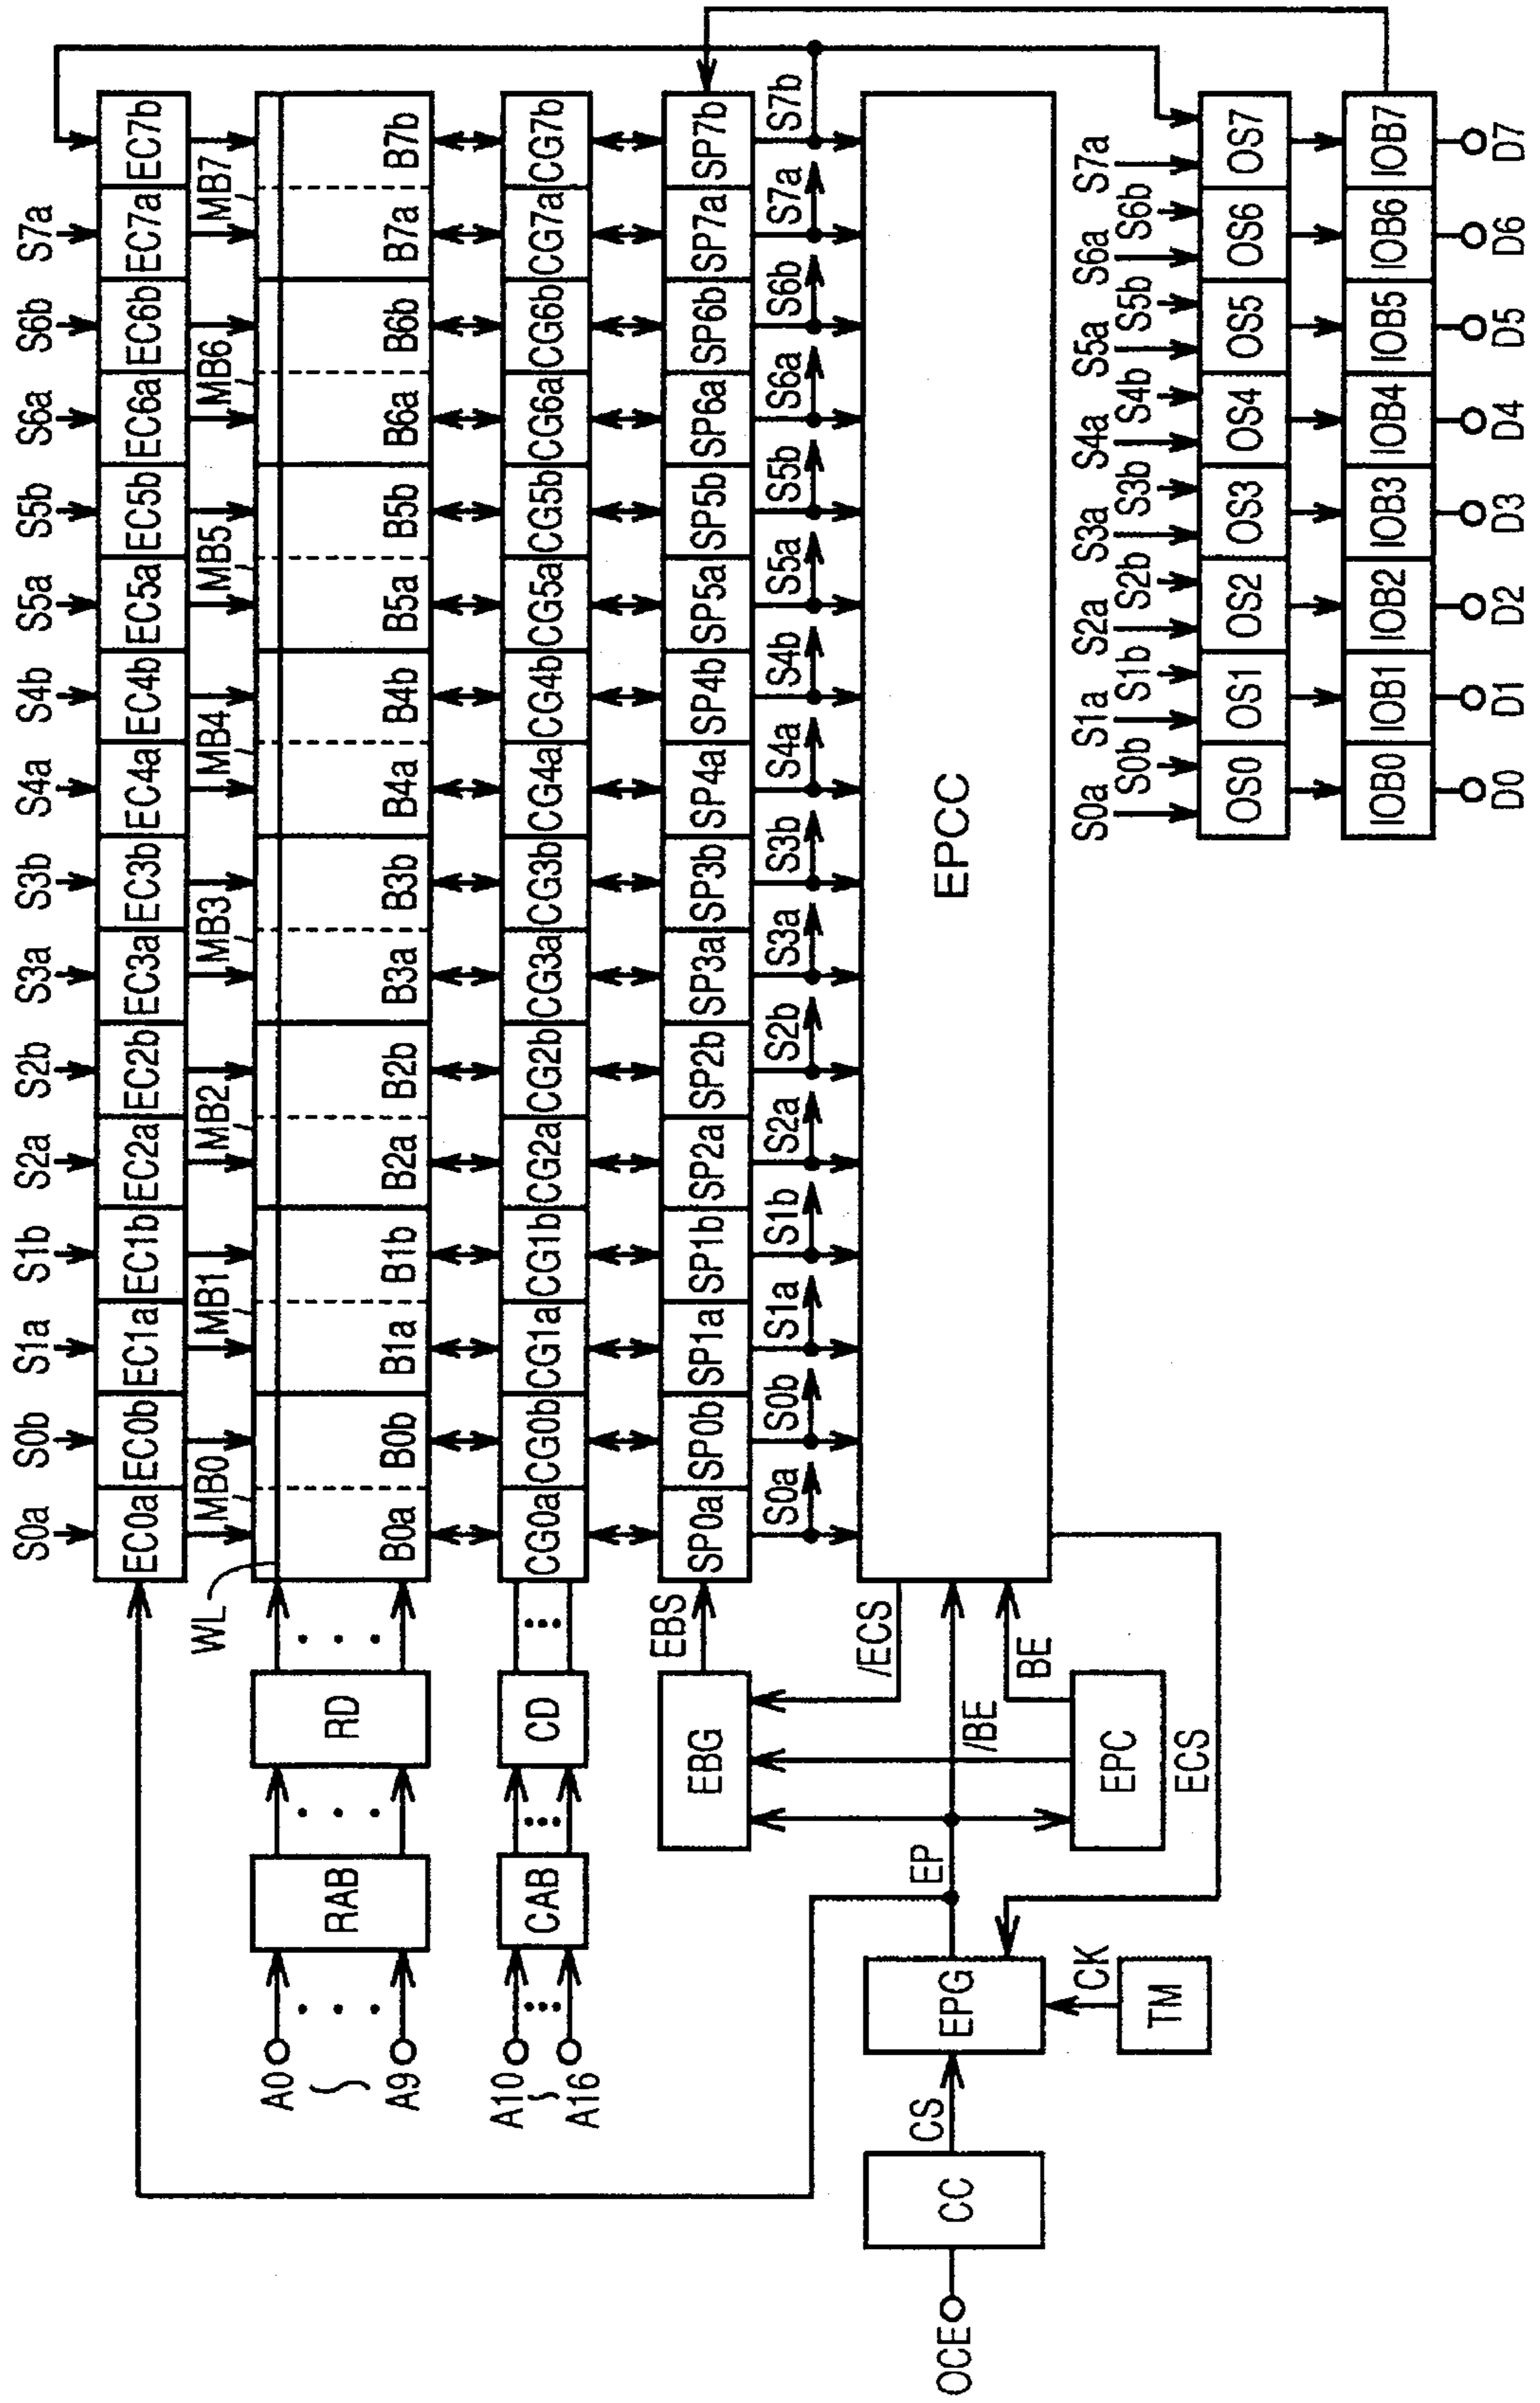 S0a S0b S1a S1b S2a S2b S3a S3b S4a S4b S5a S5b S6a S6b S7a
EC0a EC0b EC1a EC1b EC2a EC2b EC3a EC3b EC4a EC4b EC5a EC5b EC6a EC6b EC7a EC7b
WL MB0 MB1 MB2 MB3 MB4 MB5 MB6 MB7
A0 ~ A9 RAB RD
B0a B0b B1a B1b B2a B2b B3a B3b B4a B4b B5a B5b B6a B6b B7a B7b
A10 ~ A16 CAB CD
CG0a CG0b CG1a CG1b CG2a CG2b CG3a CG3b CG4a CG4b CG5a CG5b CG6a CG6b CG7a CG7b
EBG EBS
SP0a SP0b SP1a SP1b SP2a SP2b SP3a SP3b SP4a SP4b SP5a SP5b SP6a SP6b SP7a SP7b
S0a S0b S1a S1b S2a S2b S3a S3b S4a S4b S5a S5b S6a S6b S7a S7b
/ECS
OCE CC CS EPG EP /BE EPCC
BE
CK
TM
EPC
ECS
S0a S1a S2a S3a S4a S5a S6a S7a
S0b S1b S2b S3b S4b S5b S6b
OS0 OS1 OS2 OS3 OS4 OS5 OS6 OS7
IOB0 IOB1 IOB2 IOB3 IOB4 IOB5 IOB6 IOB7
D0 D1 D2 D3 D4 D5 D6 D7